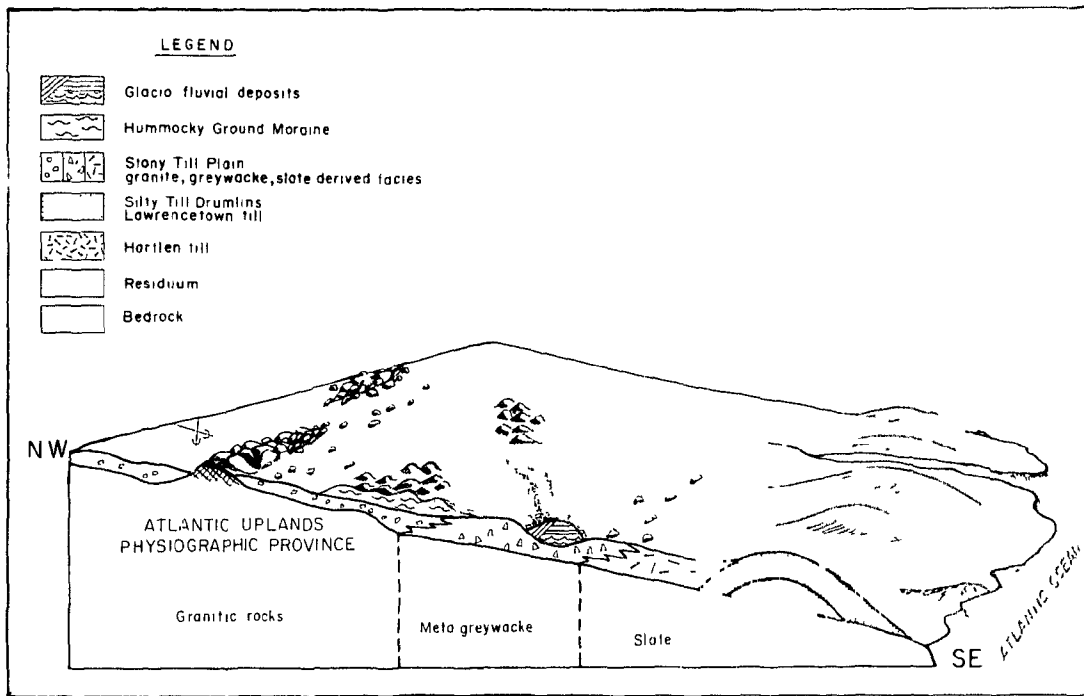 LEGEND
Glacio fluvial deposits
Hummocky Ground Moraine
Stony Till Plain
granite, greywacke, slate derived facies
Silty Till Drumlins
Lawrencetown till
Hartlen till
Residuum
Bedrock
NW
ATLANTIC UPLANDS
PHYSIOGRAPHIC PROVINCE
Granitic rocks
Meta greywacke
Slate
SE
ATLANTIC OCEAN